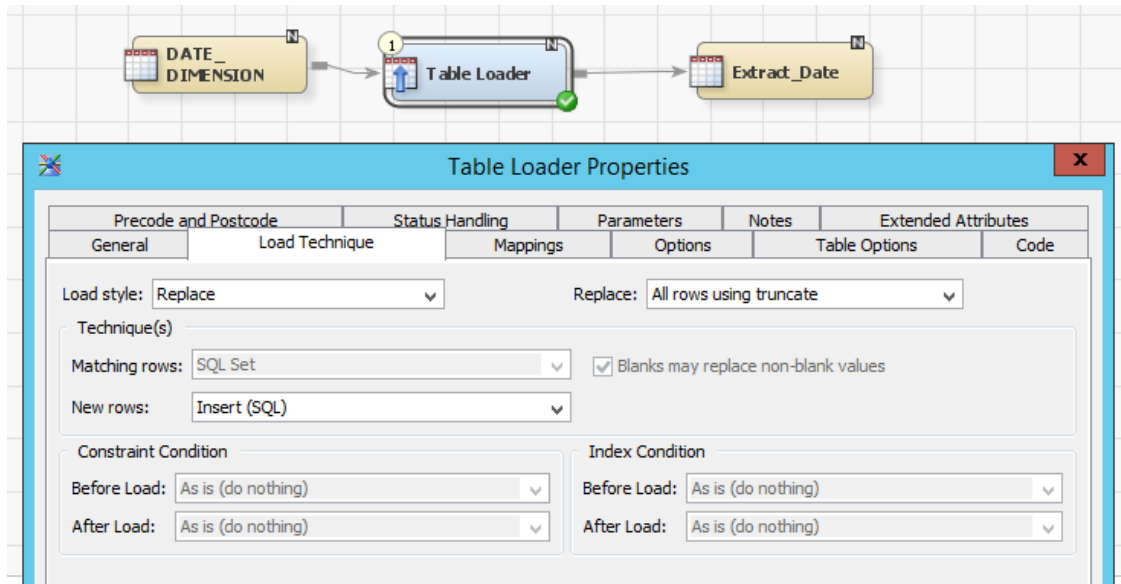 DATE_
DIMENSION
1
Table Loader
Extract_Date
N
N
N
Table Loader Properties
x
Precode and Postcode Status Handling Parameters Notes Extended Attributes
General Load Technique Mappings Options Table Options Code
Load style: Replace Replace: All rows using truncate
Technique(s)
Matching rows: SQL Set Blanks may replace non-blank values
New rows: Insert (SQL)
Constraint Condition
Before Load: As is (do nothing)
After Load: As is (do nothing)
Index Condition
Before Load: As is (do nothing)
After Load: As is (do nothing)